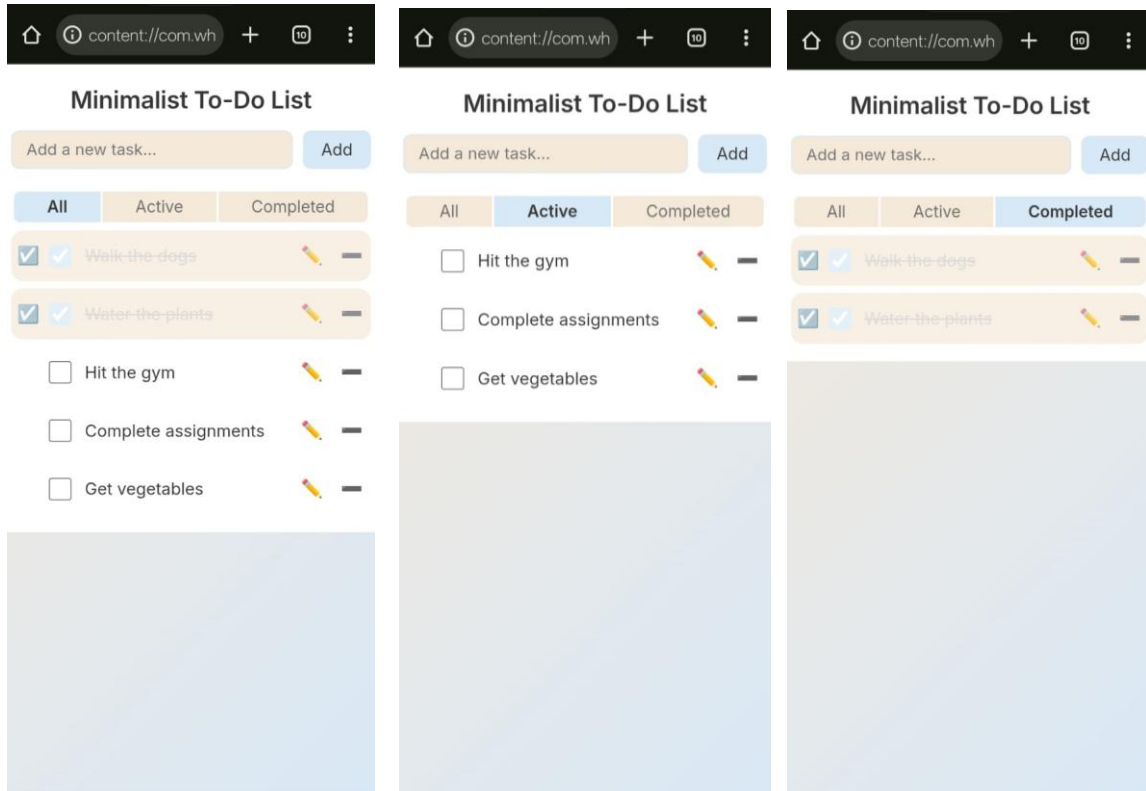 content://com.wh
10
Minimalist To-Do List
Add a new task...
Add
All
Active
Completed
Walk the dogs
Water the plants
Hit the gym
Complete assignments
Get vegetables
content://com.wh
10
Minimalist To-Do List
Add a new task...
Add
All
Active
Completed
Hit the gym
Complete assignments
Get vegetables
content://com.wh
10
Minimalist To-Do List
Add a new task...
Add
All
Active
Completed
Walk the dogs
Water the plants